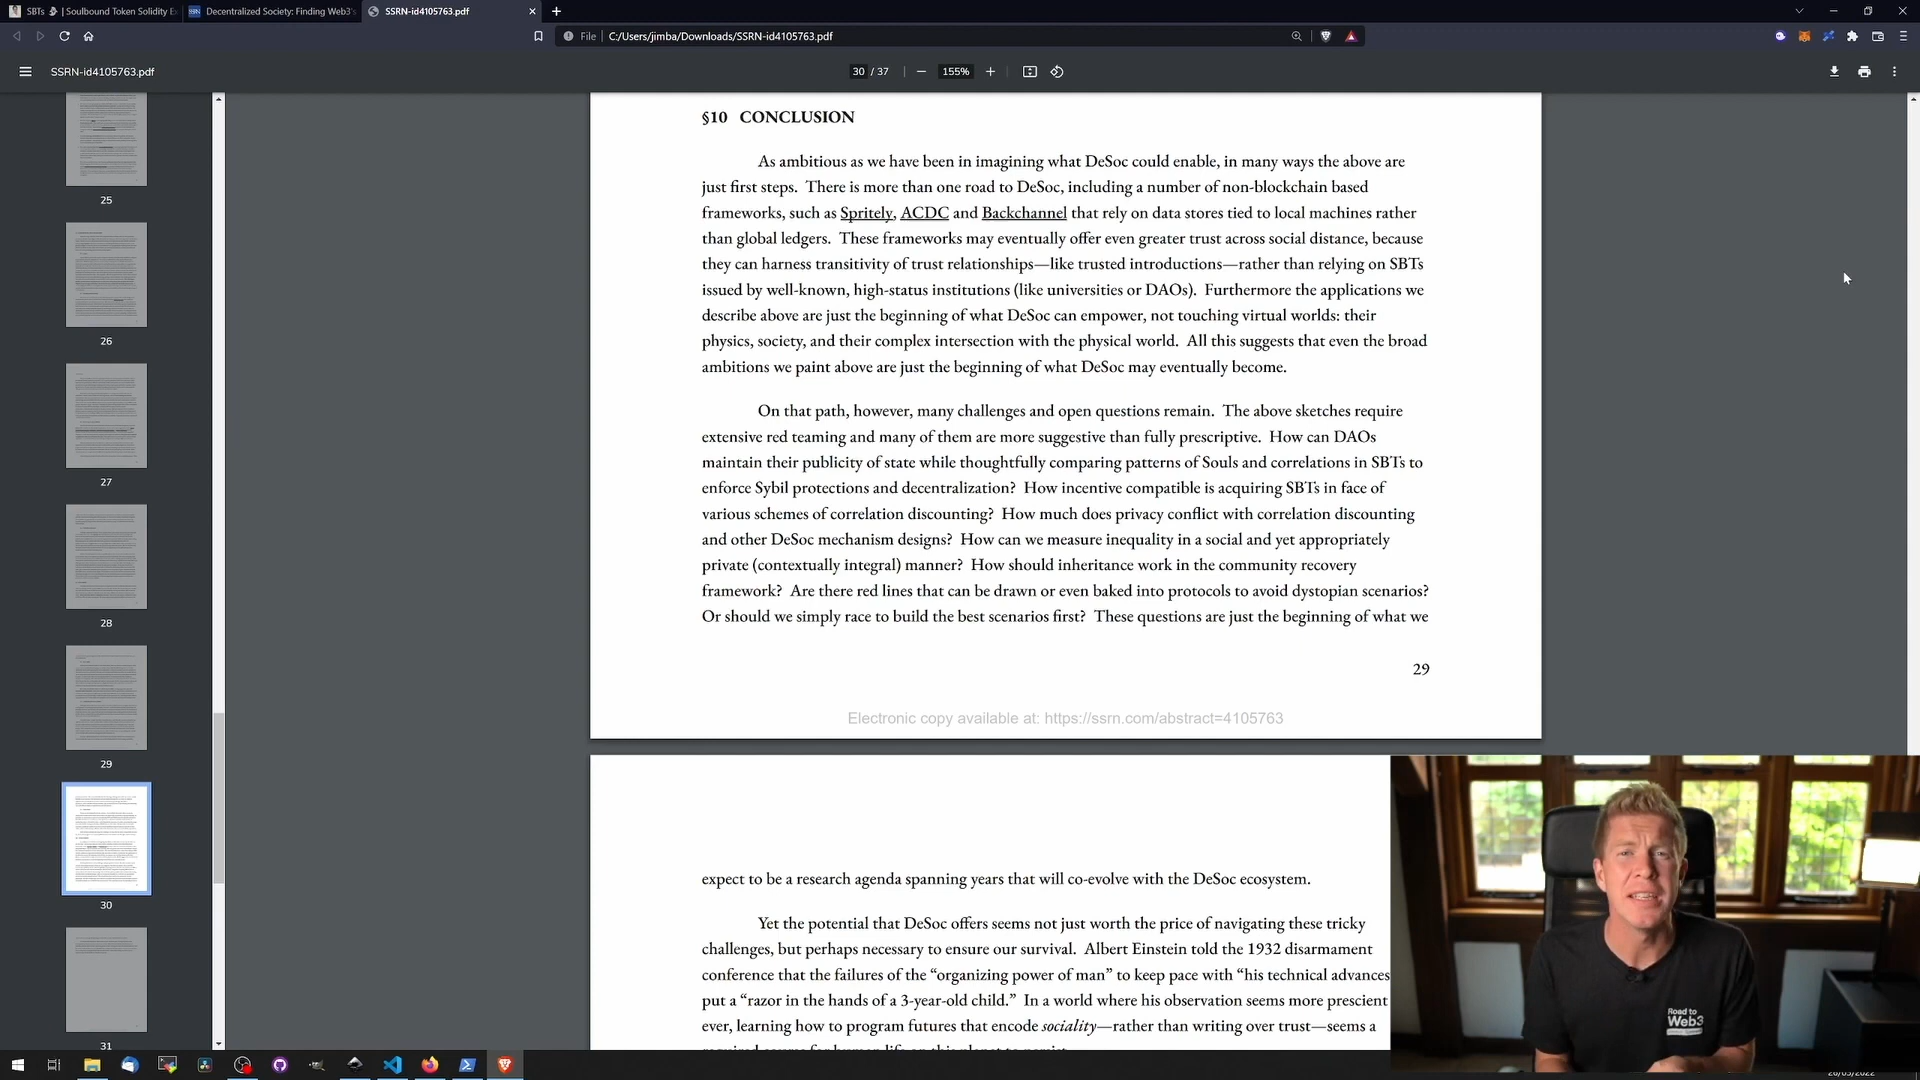 SBTs | Soulbound Token Solidity E
Decentralized Society: Finding Web3's
SSRN-id4105763.pdf
File
C:/Users/jimba/Downloads/SSRN-id4105763.pdf
SSRN-id4105763.pdf
30 / 37
155%
25
26
27
28
29
30
31
§10 CONCLUSION
As ambitious as we have been in imagining what DeSoc could enable, in many ways the above are
just first steps. There is more than one road to DeSoc, including a number of non-blockchain based
frameworks, such as Spritely, ACDC and Backchannel that rely on data stores tied to local machines rather
than global ledgers. These frameworks may eventually offer even greater trust across social distance, because
they can harness transitivity of trust relationships—like trusted introductions—rather than relying on SBTs
issued by well-known, high-status institutions (like universities or DAOs). Furthermore the applications we
describe above are just the beginning of what DeSoc can empower, not touching virtual worlds: their
physics, society, and their complex intersection with the physical world. All this suggests that even the broad
ambitions we paint above are just the beginning of what DeSoc may eventually become.
On that path, however, many challenges and open questions remain. The above sketches require
extensive red teaming and many of them are more suggestive than fully prescriptive. How can DAOs
maintain their publicity of state while thoughtfully comparing patterns of Souls and correlations in SBTs to
enforce Sybil protections and decentralization? How incentive compatible is acquiring SBTs in face of
various schemes of correlation discounting? How much does privacy conflict with correlation discounting
and other DeSoc mechanism designs? How can we measure inequality in a social and yet appropriately
private (contextually integral) manner? How should inheritance work in the community recovery
framework? Are there red lines that can be drawn or even baked into protocols to avoid dystopian scenarios?
Or should we simply race to build the best scenarios first? These questions are just the beginning of what we
29
Electronic copy available at: https://ssrn.com/abstract=4105763
expect to be a research agenda spanning years that will co-evolve with the DeSoc ecosystem.
Yet the potential that DeSoc offers seems not just worth the price of navigating these tricky
challenges, but perhaps necessary to ensure our survival. Albert Einstein told the 1932 disarmament
conference that the failures of the “organizing power of man” to keep pace with “his technical advances
put a “razor in the hands of a 3-year-old child.” In a world where his observation seems more prescient
ever, learning how to program futures that encode sociality—rather than writing over trust—seems a
Road to
Web3